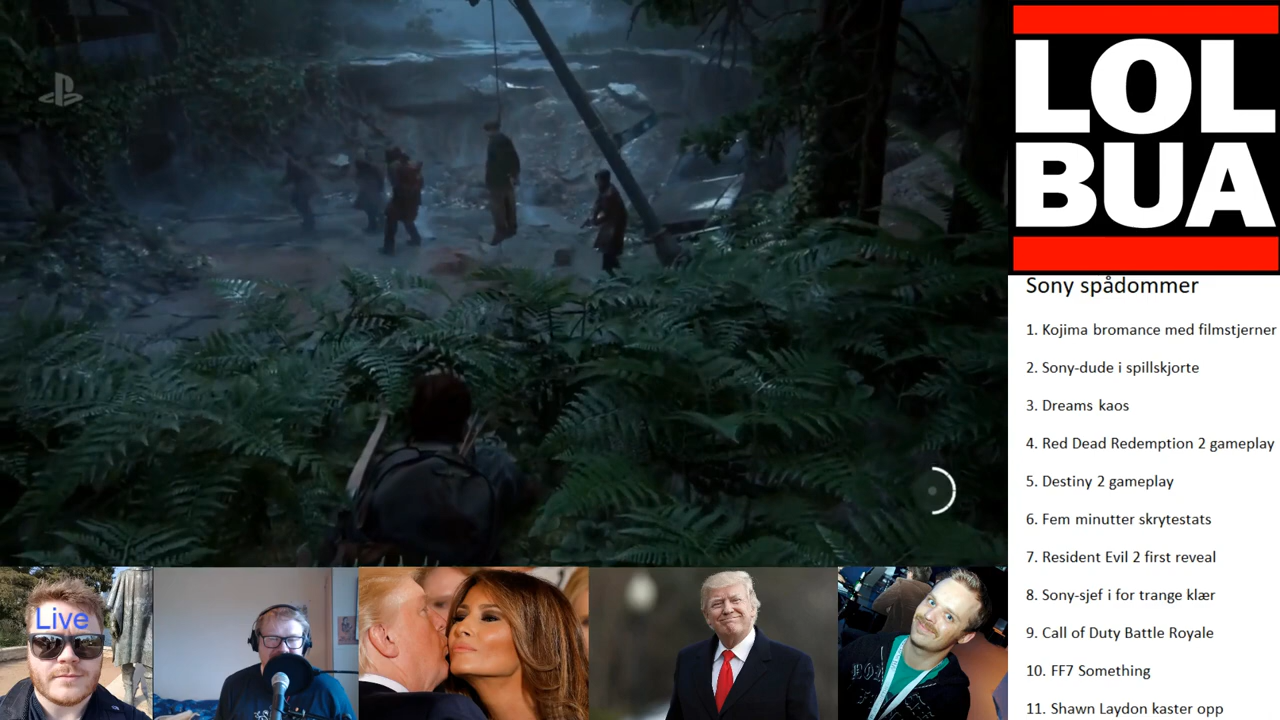 LOL
BUA
Sony spådommer
1. Kojima bromance med filmstjerner
2. Sony-dude i spillskjorte
3. Dreams kaos
4. Red Dead Redemption 2 gameplay
5. Destiny 2 gameplay
6. Fem minutter skrytestats
7. Resident Evil 2 first reveal
8. Sony-sjef i for trange klær
9. Call of Duty Battle Royale
10. FF7 Something
11. Shawn Laydon kaster opp
Live